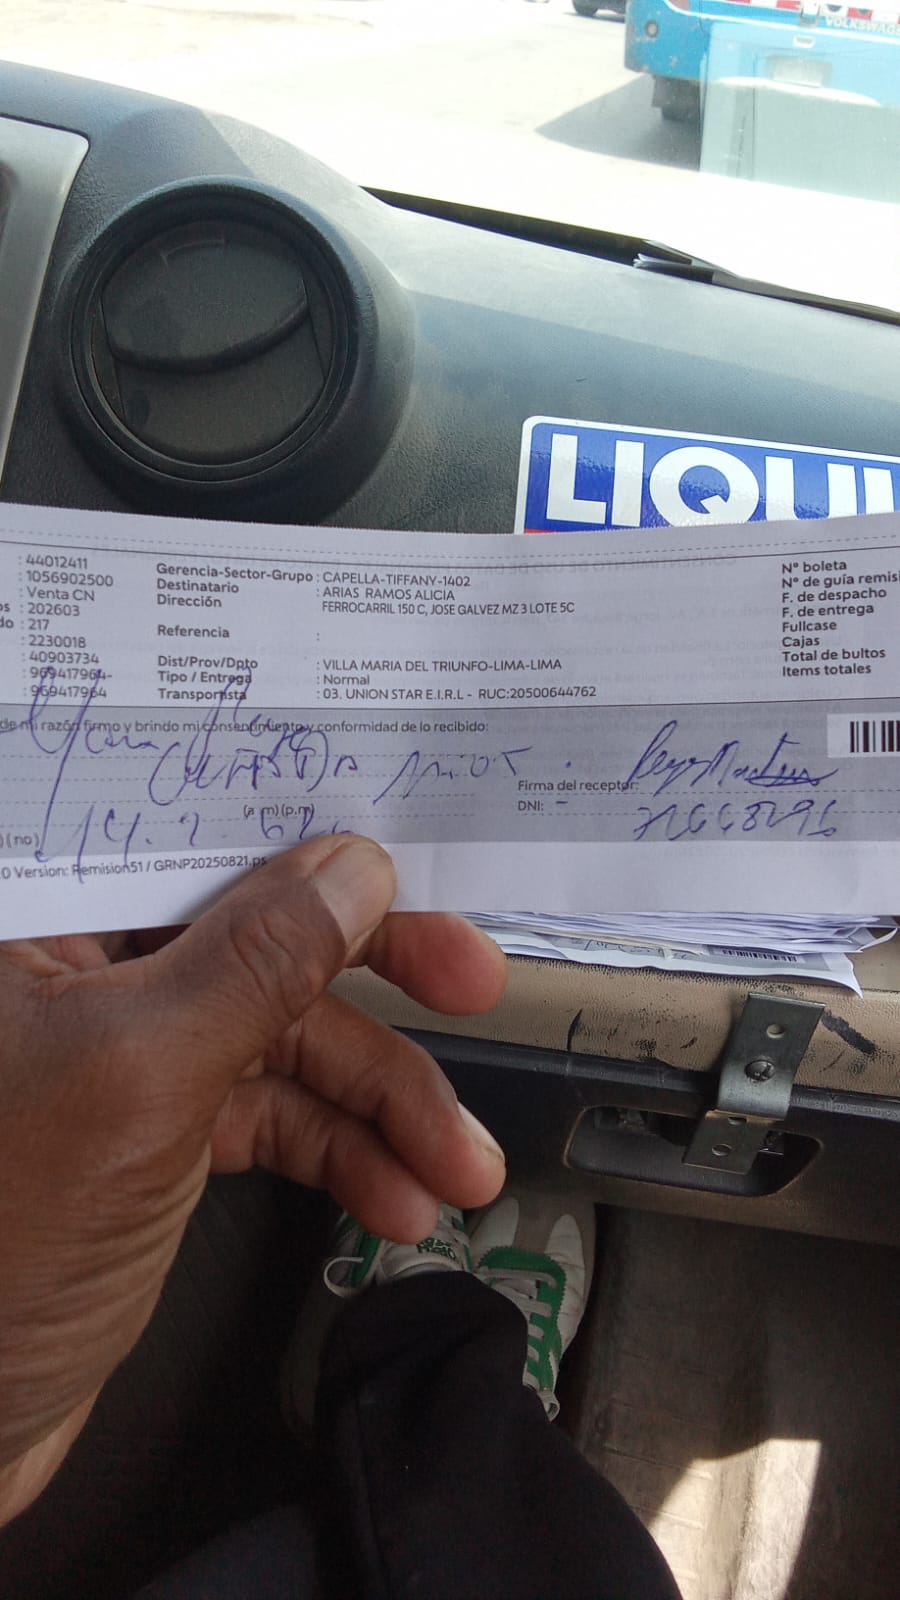 VOLKSWAGE
LIQUI
: 44012411
: 1056902500
: Venta CN
os : 202603
do : 217
: 2230018
: 40903734
: 969417964-
: 969417964
Gerencia-Sector-Grupo : CAPELLA-TIFFANY-1402
Destinatario : ARIAS RAMOS ALICIA
Dirección FERROCARRIL 150 C, JOSE GALVEZ MZ 3 LOTE 5C
Referencia :
Dist/Prov/Dpto : VILLA MARIA DEL TRIUNFO-LIMA-LIMA
Tipo / Entrega : Normal
Transportista : 03. UNION STAR E.I.R.L - RUC:20500644762
Nº boleta
Nº de guía remisi
F. de despacho
F. de entrega
Fullcase
Cajas
Total de bultos
Items totales
de mi razón firmo y brindo mi consentimiento y conformidad de lo recibido:
Firma del receptor:
(a m) (p.m)
DNI: -
) (no)
0 Version: Remision51 / GRNP20250821.ps